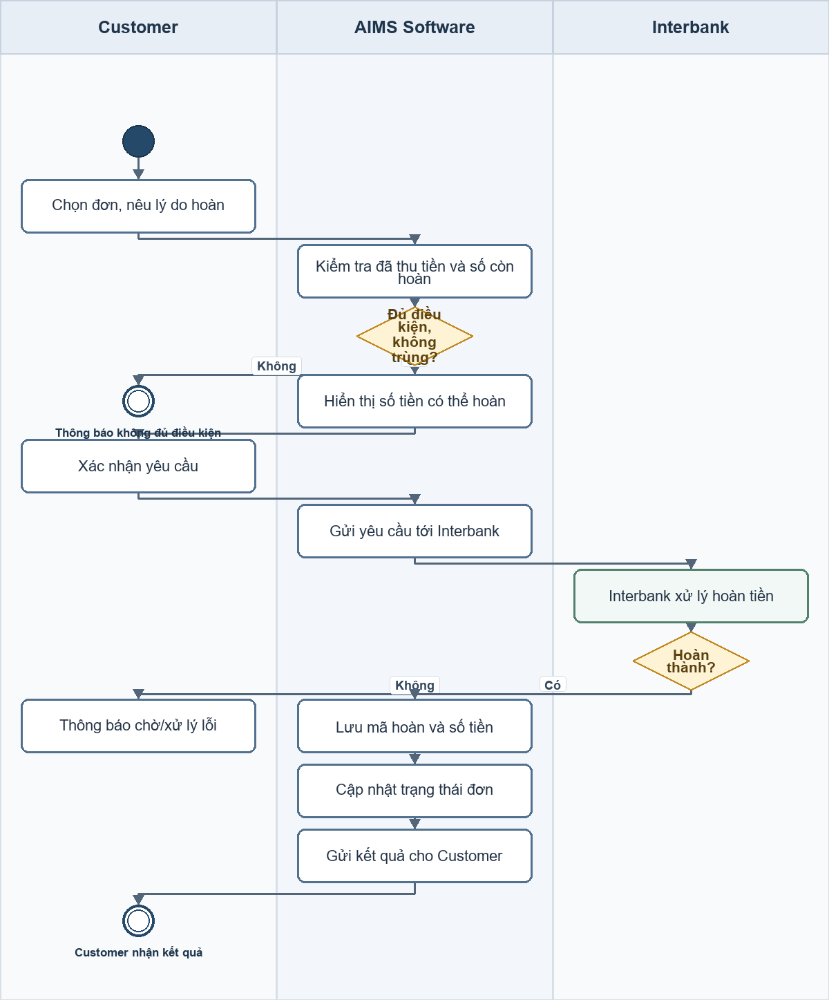 Customer
AIMS Software
Interbank
Chọn đơn, nêu lý do hoàn
Kiểm tra đã thu tiền và số còn
hoàn
Đủ điều
kiện,
không
trùng?
Không
Hiển thị số tiền có thể hoàn
Thông báo không đủ điều kiện
Xác nhận yêu cầu
Gửi yêu cầu tới Interbank
Interbank xử lý hoàn tiền
Hoàn
thành?
Không
Có
Thông báo chờ/xử lý lỗi
Lưu mã hoàn và số tiền
Cập nhật trạng thái đơn
Gửi kết quả cho Customer
Customer nhận kết quả